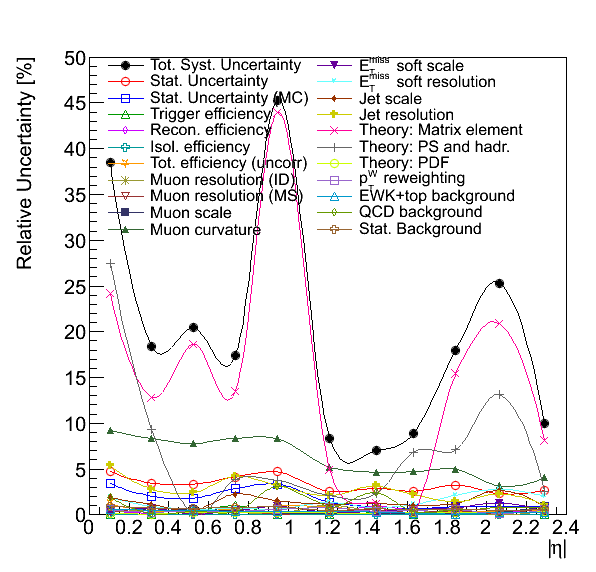 Relative Uncertainty [%]
50
45
40
35
30
25
20
15
10
5
0
Tot. Syst. Uncertainty
Stat. Uncertainty
Stat. Uncertainty (MC)
Trigger efficiency
Recon. efficiency
Isol. efficiency
Tot. efficiency (uncorr)
Muon resolution (ID)
Muon resolution (MS)
Muon scale
Muon curvature
E_T^miss soft scale
E_T^miss soft resolution
Jet scale
Jet resolution
Theory: Matrix element
Theory: PS and hadr.
Theory: PDF
p_T^W reweighting
EWK+top background
QCD background
Stat. Background
0 0.2 0.4 0.6 0.8 1 1.2 1.4 1.6 1.8 2 2.2 2.4
|η|